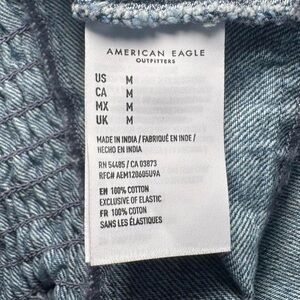 AMERICAN EAGLE
OUTFITTERS
US M
CA M
MX M
UK M
MADE IN INDIA / FABRIQUÉ EN INDE /
HECHO EN INDIA
RN 54485 / CA 03873
RFC# AEM120605U9A
EN 100% COTTON
EXCLUSIVE OF ELASTIC
FR 100% COTON
SANS LES ÉLASTIQUES